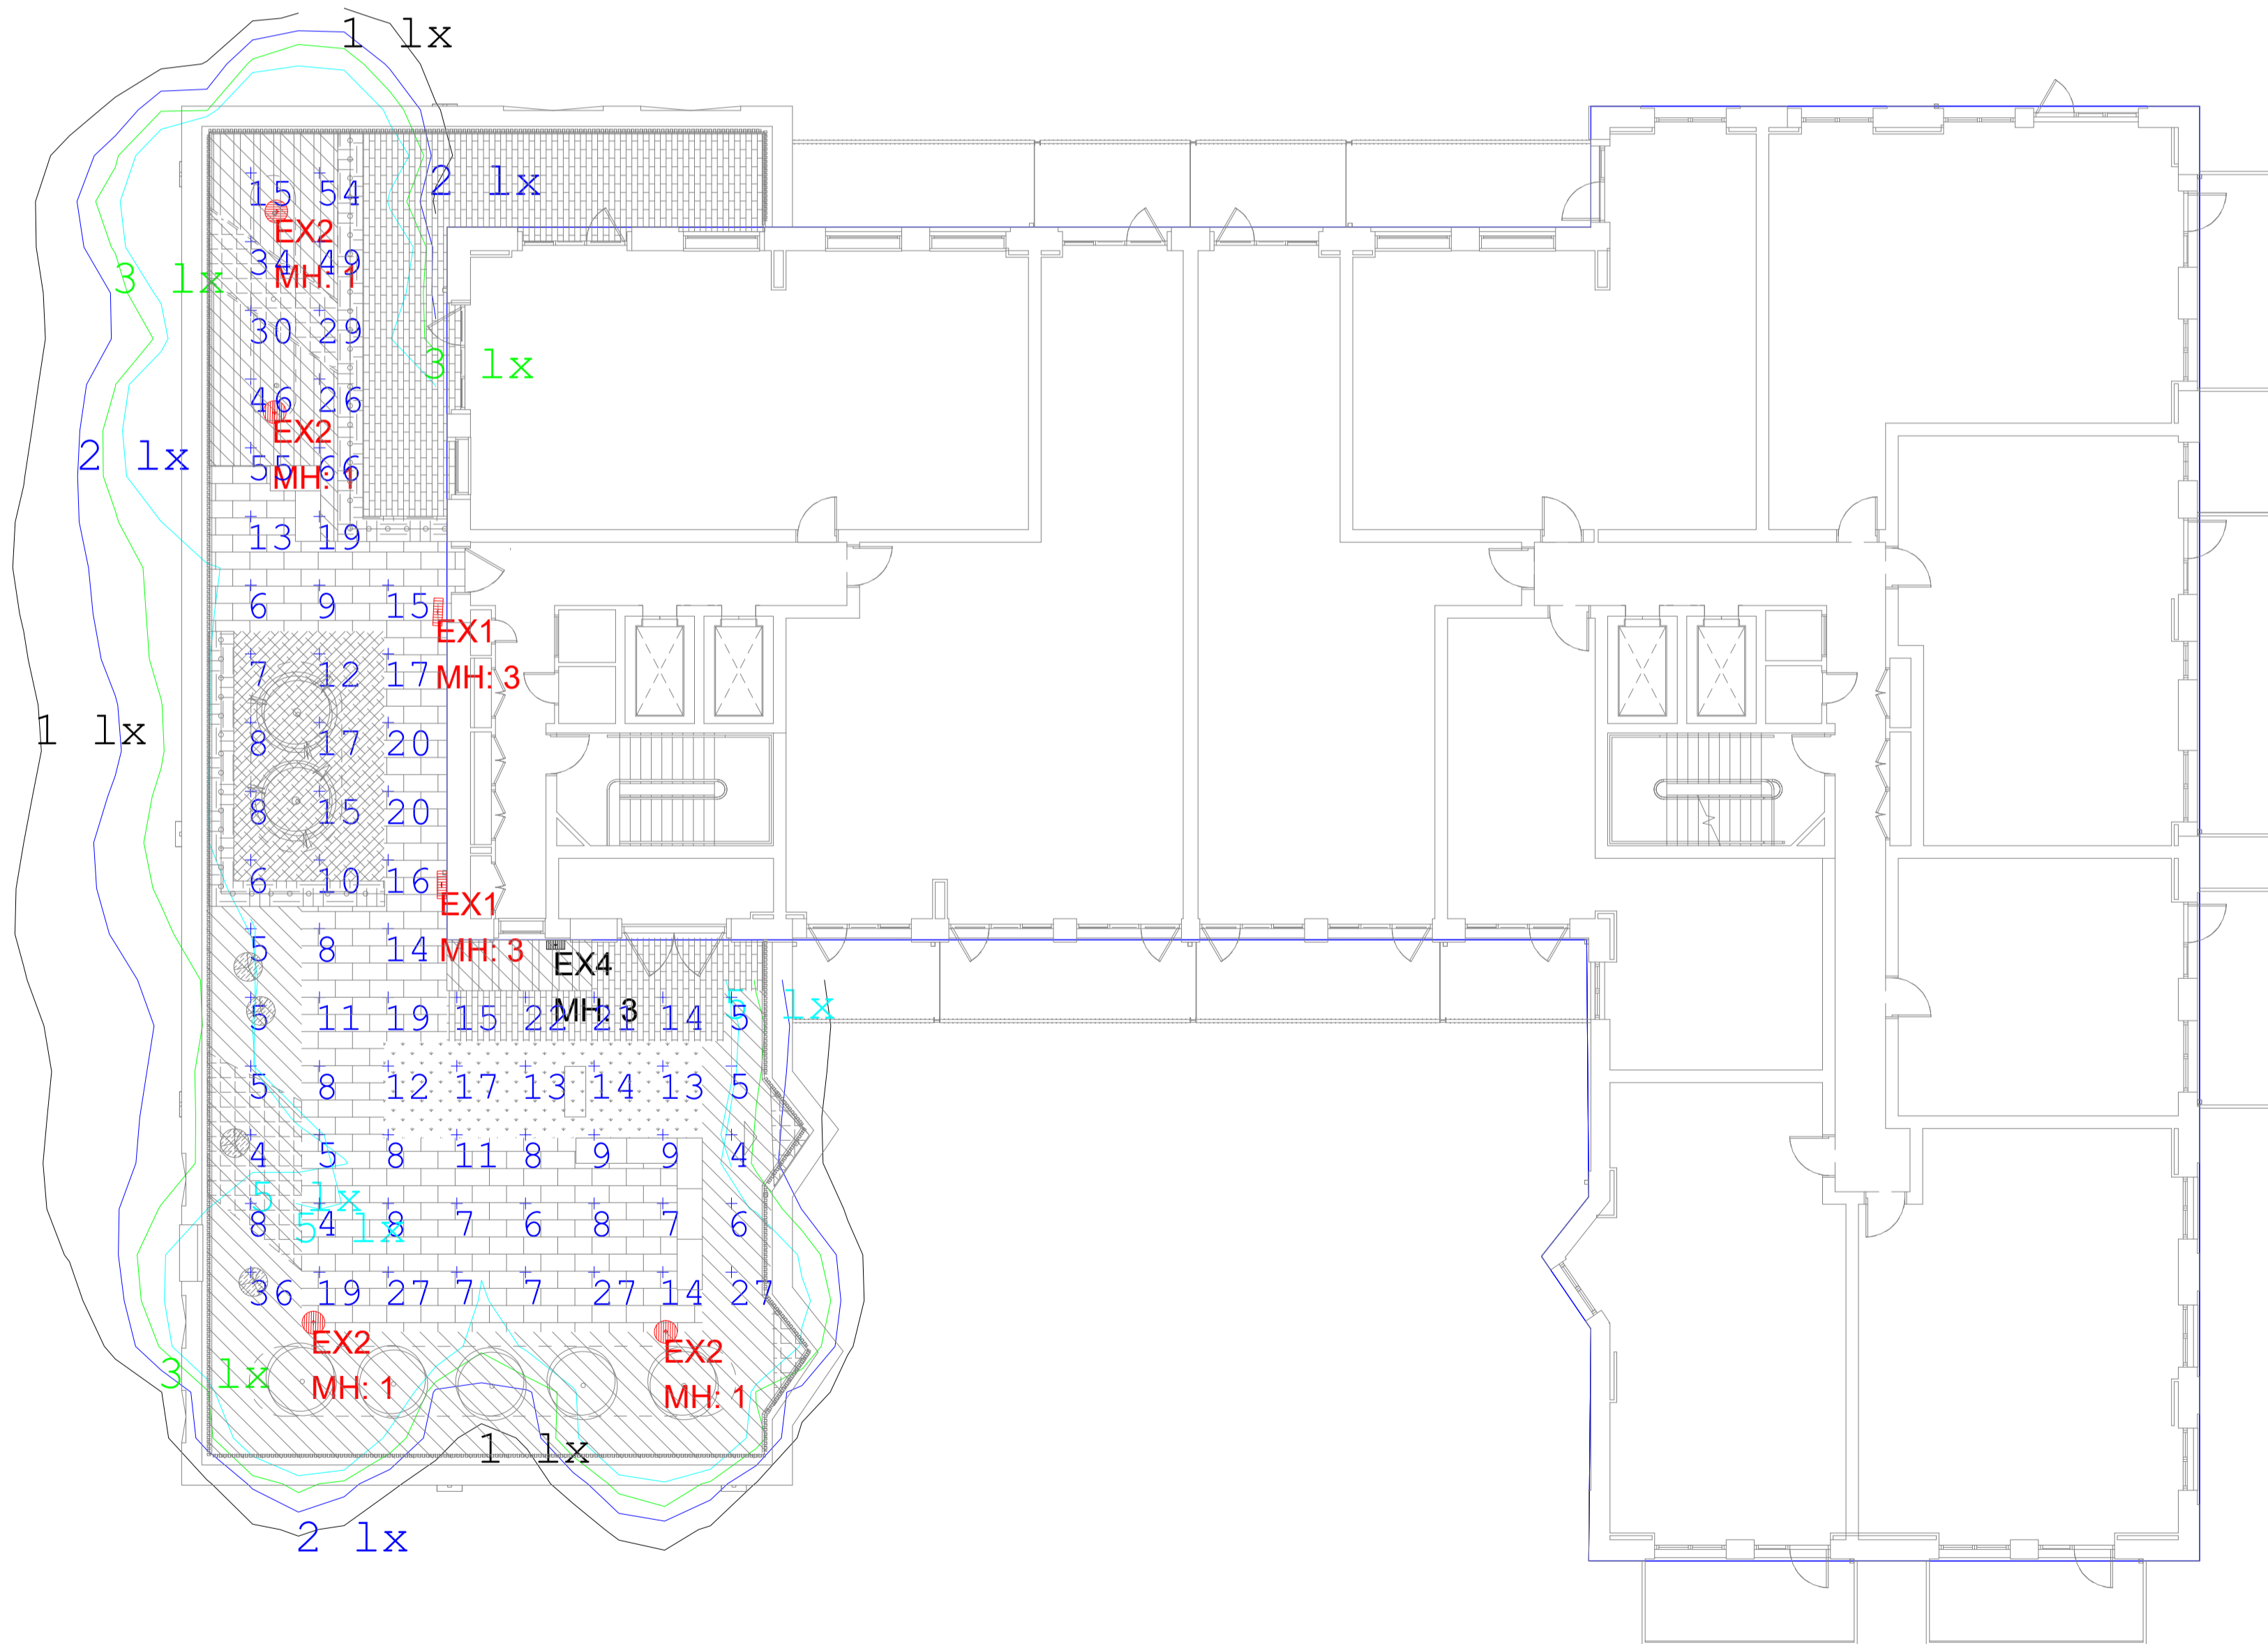 1 lx
2 lx
15 54
EX2
34 49
MH: 1
3 lx
30 29
3 lx
46 26
EX2
2 lx
55 66
MH: 1
13 19
6 9 15
EX1
7 12 17
MH: 3
1 lx
8 17 20
8 15 20
6 10 16
EX1
5 8 14
MH: 3
EX4
5 lx
MH: 3
5 11 19 15 22 21 14 5
5 8 12 17 13 14 13 5
4 5 8 11 8 9 9 4
5 lx
8 4 8 7 6 8 7 6
5 lx
36 19 27 7 7 27 14 27
EX2
EX2
3 lx
MH: 1
MH: 1
1 lx
2 lx